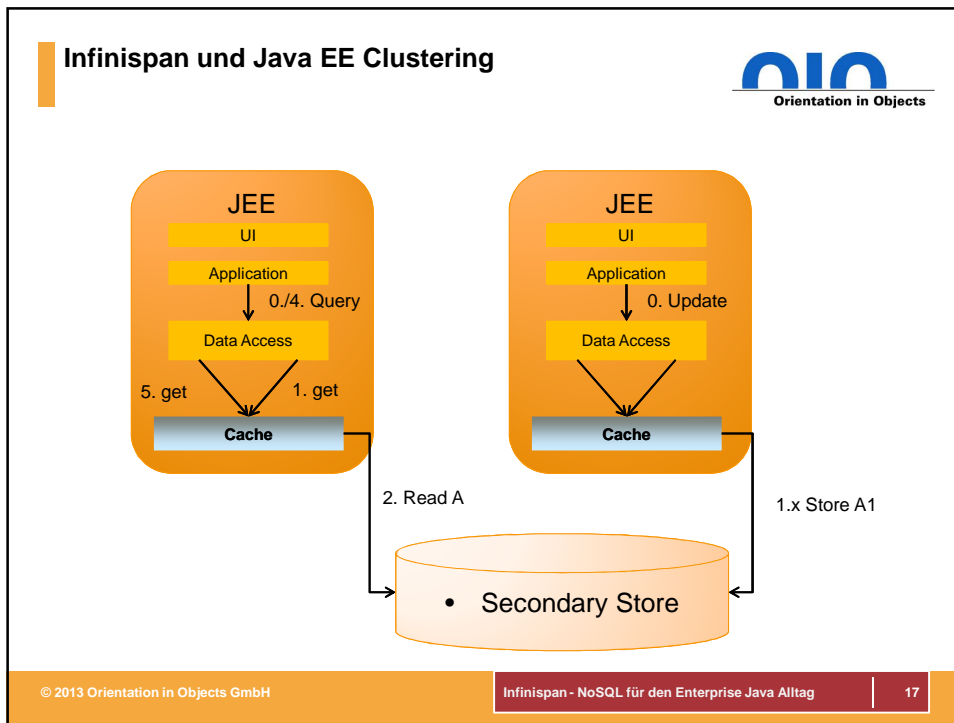 Infinispan und Java EE Clustering
OIO
Orientation in Objects
JEE
UI
Application
0./4. Query
Data Access
5. get
1. get
Cache
2. Read A
JEE
UI
Application
0. Update
Data Access
Cache
1.x Store A1
• Secondary Store
© 2013 Orientation in Objects GmbH
Infinispan - NoSQL für den Enterprise Java Alltag
17